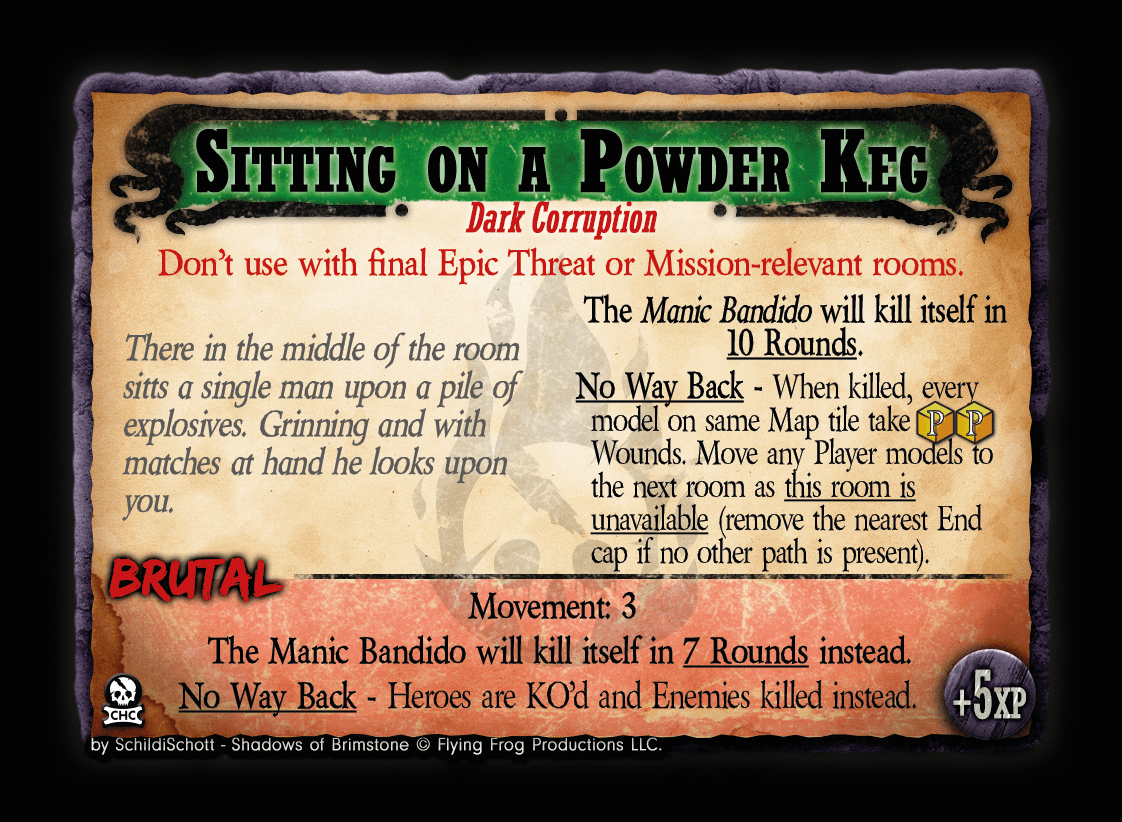 Sitting on a Powder Keg
Dark Corruption
Don't use with final Epic Threat or Mission-relevant rooms.
There in the middle of the room
sits a single man upon a pile of
explosives. Grinning and with
matches at hand he looks upon
you.
The Manic Bandido will kill itself in
10 Rounds.
No Way Back - When killed, every
model on same Map tile take P P
Wounds. Move any Player models to
the next room as this room is
unavailable (remove the nearest End
cap if no other path is present).
BRUTAL
Movement: 3
The Manic Bandido will kill itself in 7 Rounds instead.
No Way Back - Heroes are KO'd and Enemies killed instead.
CHC
+5XP
by SchildiSchott - Shadows of Brimstone © Flying Frog Productions LLC.